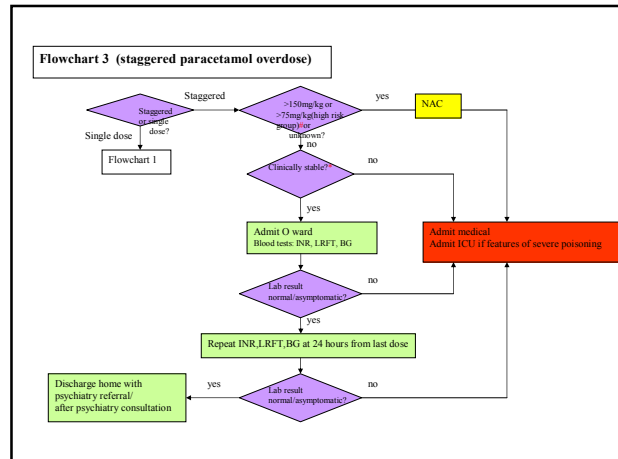 Flowchart 3  (staggered paracetamol overdose)
Staggered
or single
dose?
Staggered
Single dose
Flowchart 1
>150mg/kg or
>75mg/kg(high risk
group)#or
unknown?
yes
NAC
no
Clinically stable?*
no
yes
Admit O ward
Blood tests: INR, LRFT, BG
Admit medical
Admit ICU if features of severe poisoning
Lab result
normal/asymptomatic?
no
yes
Repeat INR,LRFT,BG at 24 hours from last dose
Lab result
normal/asymptomatic?
no
yes
Discharge home with
psychiatry referral/
after psychiatry consultation